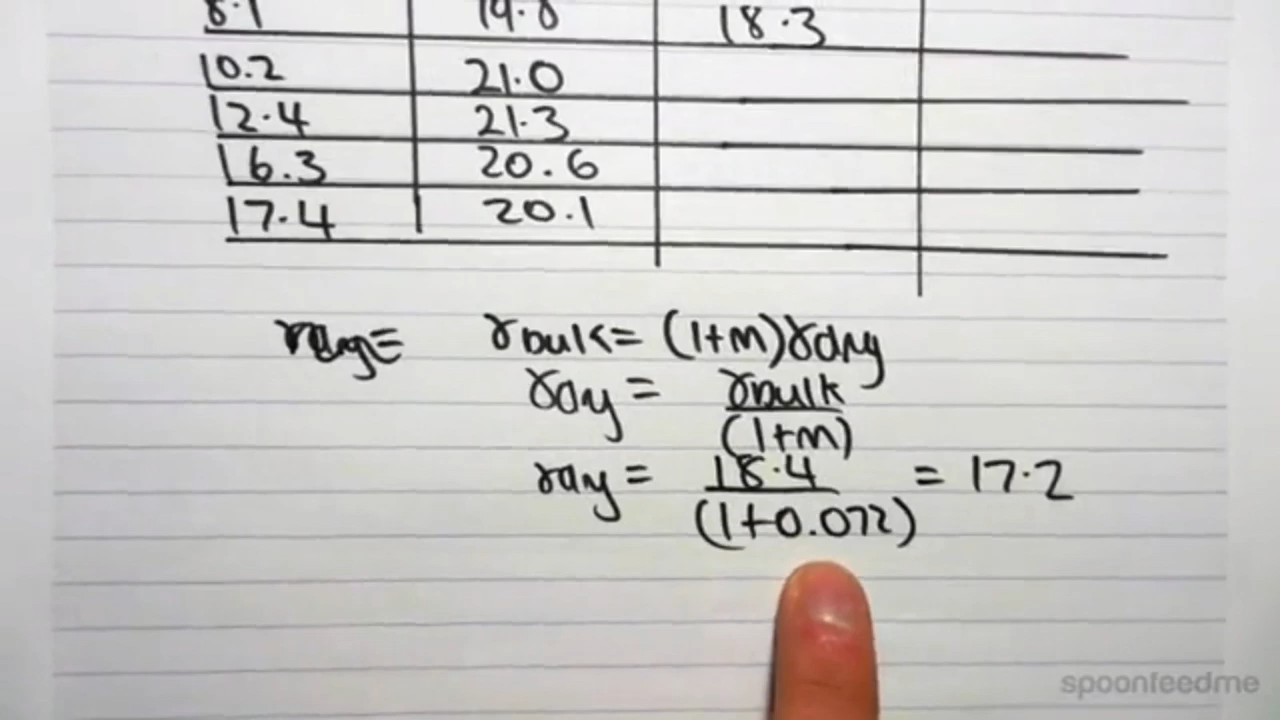 8.1 19.8 18.3
10.2 21.0
12.4 21.3
16.3 20.6
17.4 20.1
γbulk= (1+m)γdry
γdry = γbulk
(1+m)
γdry = 18.4 = 17.2
(1+0.072)
spoonfeedme